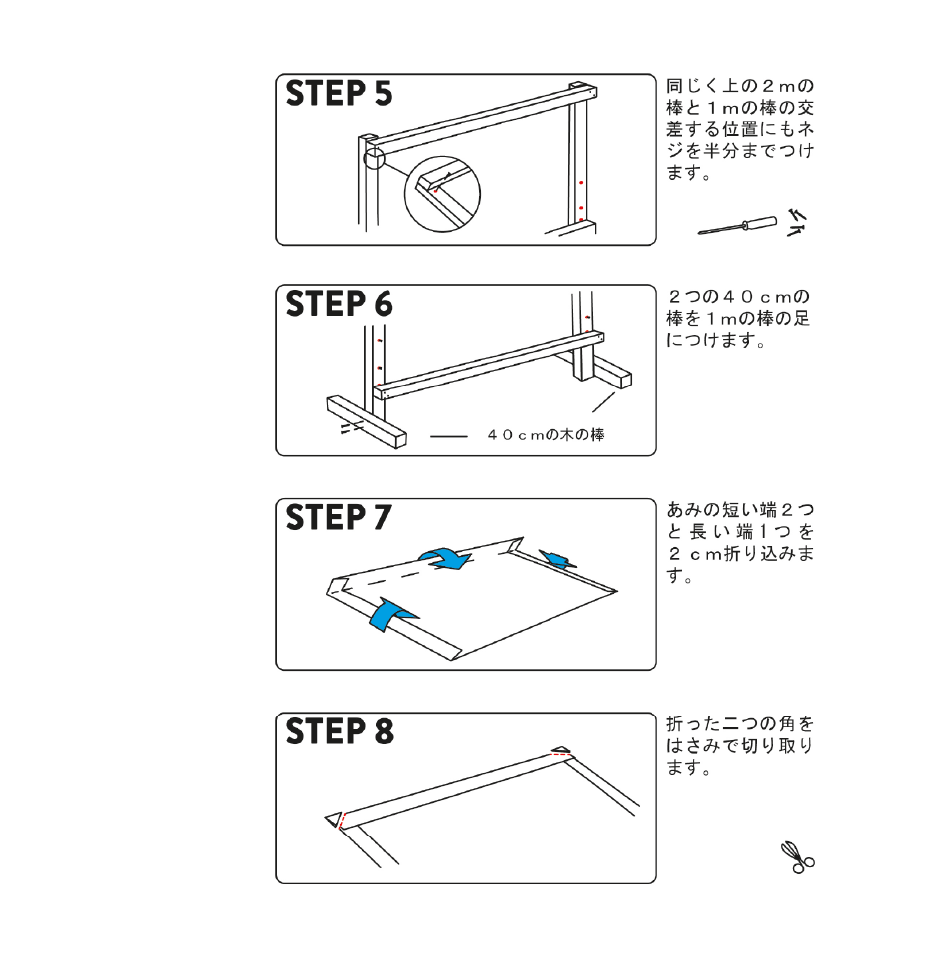 STEP 5
同じく上の２ｍの
棒と１ｍの棒の交
差する位置にもネ
ジを半分までつけ
ます。
STEP 6
２つの４０ｃｍの
棒を１ｍの棒の足
につけます。
４０ｃｍの木の棒
STEP 7
あみの短い端２つ
と長い端１つを
２ｃｍ折り込みま
す。
STEP 8
折った二つの角を
はさみで切り取り
ます。